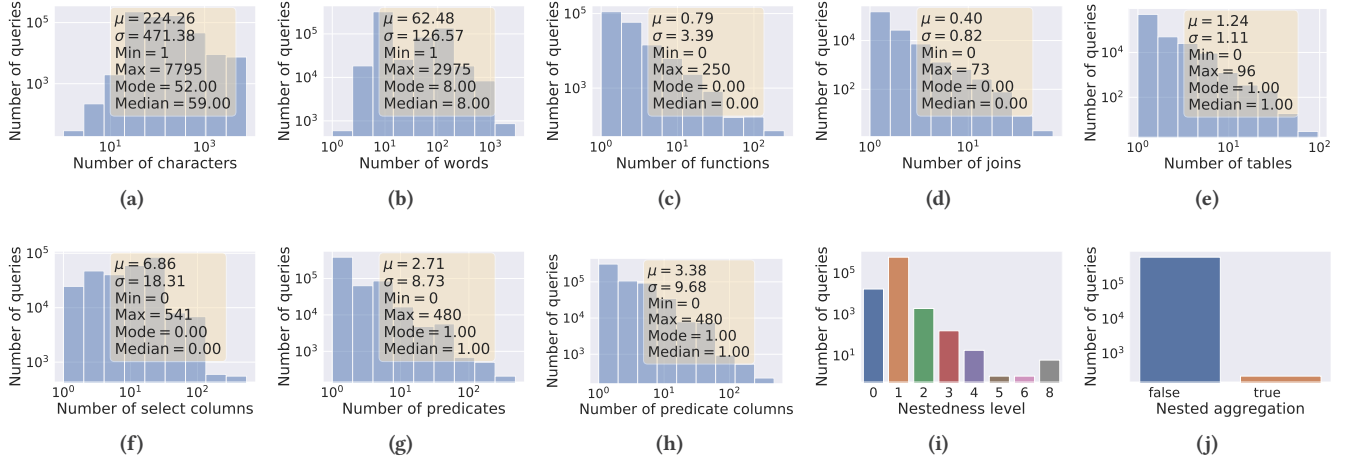 Number of queries
10^5
10^3
μ = 224.26
σ = 471.38
Min = 1
Max = 7795
Mode = 52.00
Median = 59.00
10^1
10^3
Number of characters
(a)
Number of queries
10^5
10^4
10^3
μ = 62.48
σ = 126.57
Min = 1
Max = 2975
Mode = 8.00
Median = 8.00
10^0
10^1
10^2
10^3
Number of words
(b)
Number of queries
10^5
10^3
μ = 0.79
σ = 3.39
Min = 0
Max = 250
Mode = 0.00
Median = 0.00
10^0
10^1
10^2
Number of functions
(c)
Number of queries
10^4
10^2
μ = 0.40
σ = 0.82
Min = 0
Max = 73
Mode = 0.00
Median = 0.00
10^0
10^1
Number of joins
(d)
Number of queries
10^4
10^2
μ = 1.24
σ = 1.11
Min = 0
Max = 96
Mode = 1.00
Median = 1.00
10^0
10^1
10^2
Number of tables
(e)
Number of queries
10^5
10^4
10^3
μ = 6.86
σ = 18.31
Min = 0
Max = 541
Mode = 0.00
Median = 0.00
10^0
10^1
10^2
Number of select columns
(f)
Number of queries
10^5
10^4
10^3
μ = 2.71
σ = 8.73
Min = 0
Max = 480
Mode = 1.00
Median = 1.00
10^0
10^1
10^2
Number of predicates
(g)
Number of queries
10^5
10^4
10^3
μ = 3.38
σ = 9.68
Min = 0
Max = 480
Mode = 1.00
Median = 1.00
10^0
10^1
10^2
Number of predicate columns
(h)
Number of queries
10^5
10^3
10^1
0 1 2 3 4 5 6 8
Nestedness level
(i)
Number of queries
10^5
10^4
10^3
false true
Nested aggregation
(j)